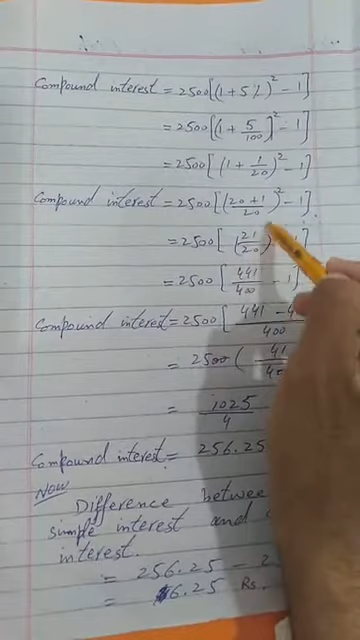 Compound interest = 2500[(1 + 5%)² - 1]
= 2500[(1 + 5/100)² - 1]
= 2500[(1 + 1/20)² - 1]
Compound interest = 2500[(20 + 1/20)² - 1]
= 2500[(21/20)² ]
= 2500[441/400 - 1]
Compound interest = 2500[441 - 4 /400
= 2500(41
= 1025/4
Compound interest = 256.25
Now
Difference between
simple interest and
interest.
= 256.25 - 2
= 6.25 Rs.